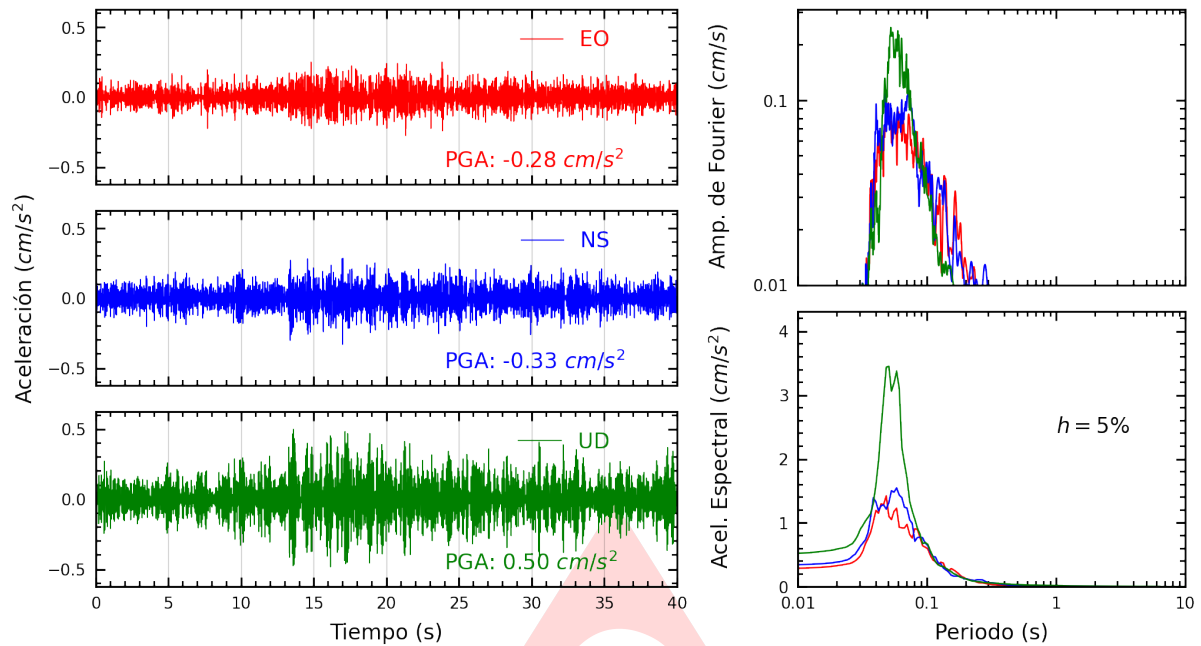 Aceleración (cm/s²)
0.5
0.0
−0.5
EO
PGA: -0.28 cm/s²
0.5
0.0
−0.5
NS
PGA: -0.33 cm/s²
0.5
0.0
−0.5
UD
PGA: 0.50 cm/s²
0 5 10 15 20 25 30 35 40
Tiempo (s)
Amp. de Fourier (cm/s)
0.1
0.01
Acel. Espectral (cm/s²)
4
3
2
1
0
h = 5%
0.01 0.1 1 10
Periodo (s)